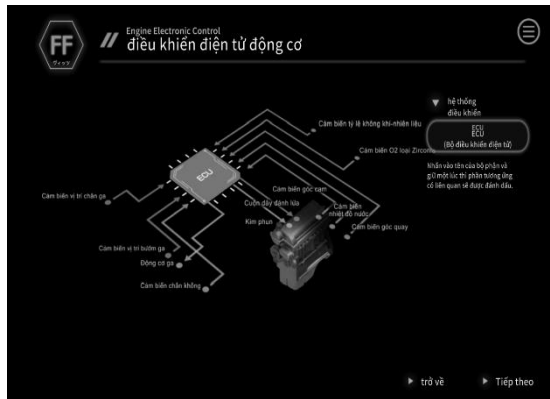 FF
ヴィッツ
Engine Electronic Control
điều khiển điện tử động cơ
hệ thống
điều khiển
ECU
ECU
(Bộ điều khiển điện tử)
Nhấn vào tên của bộ phận và
giữ một lúc thì phần tương ứng
có liên quan sẽ được đánh dấu.
Cảm biến tỷ lệ không khí-nhiên liệu
Cảm biến O2 loại Zirconia
ECU
Cảm biến vị trí chân ga
Cảm biến góc cam
Cuộn dây đánh lửa
Cảm biến
nhiệt độ nước
Kim phun
Cảm biến góc quay
Cảm biến vị trí bướm ga
Động cơ ga
Cảm biến chân không
trở về
Tiếp theo